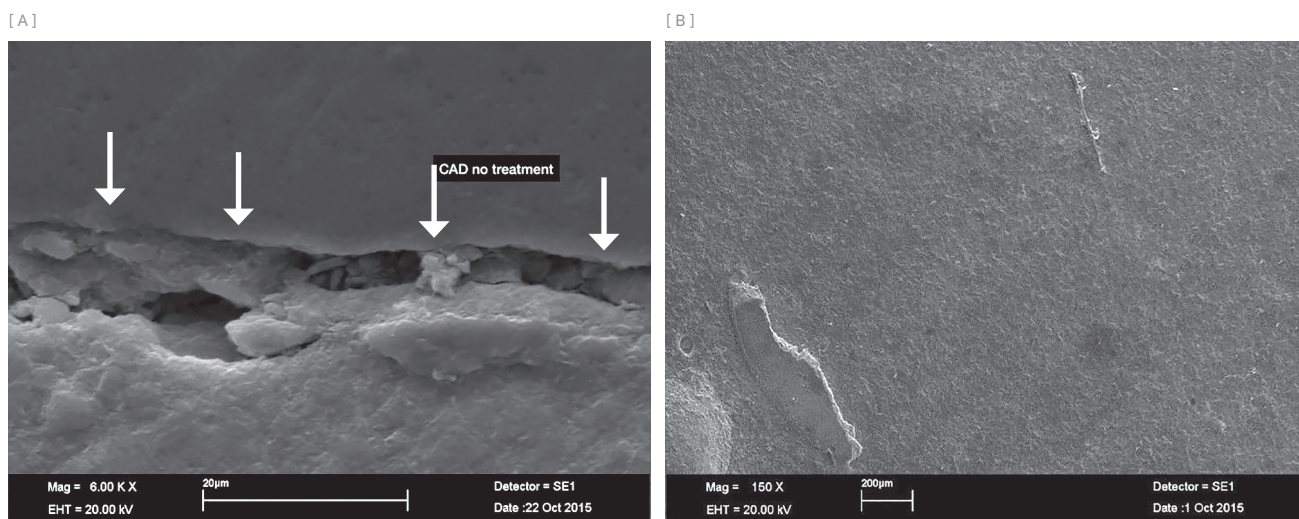 [ A ]
CAD no treatment
Mag = 6.00 K X
EHT = 20.00 kV
20µm
Detector = SE1
Date :22 Oct 2015
[ B ]
Mag = 150 X
EHT = 20.00 kV
200µm
Detector = SE1
Date :1 Oct 2015